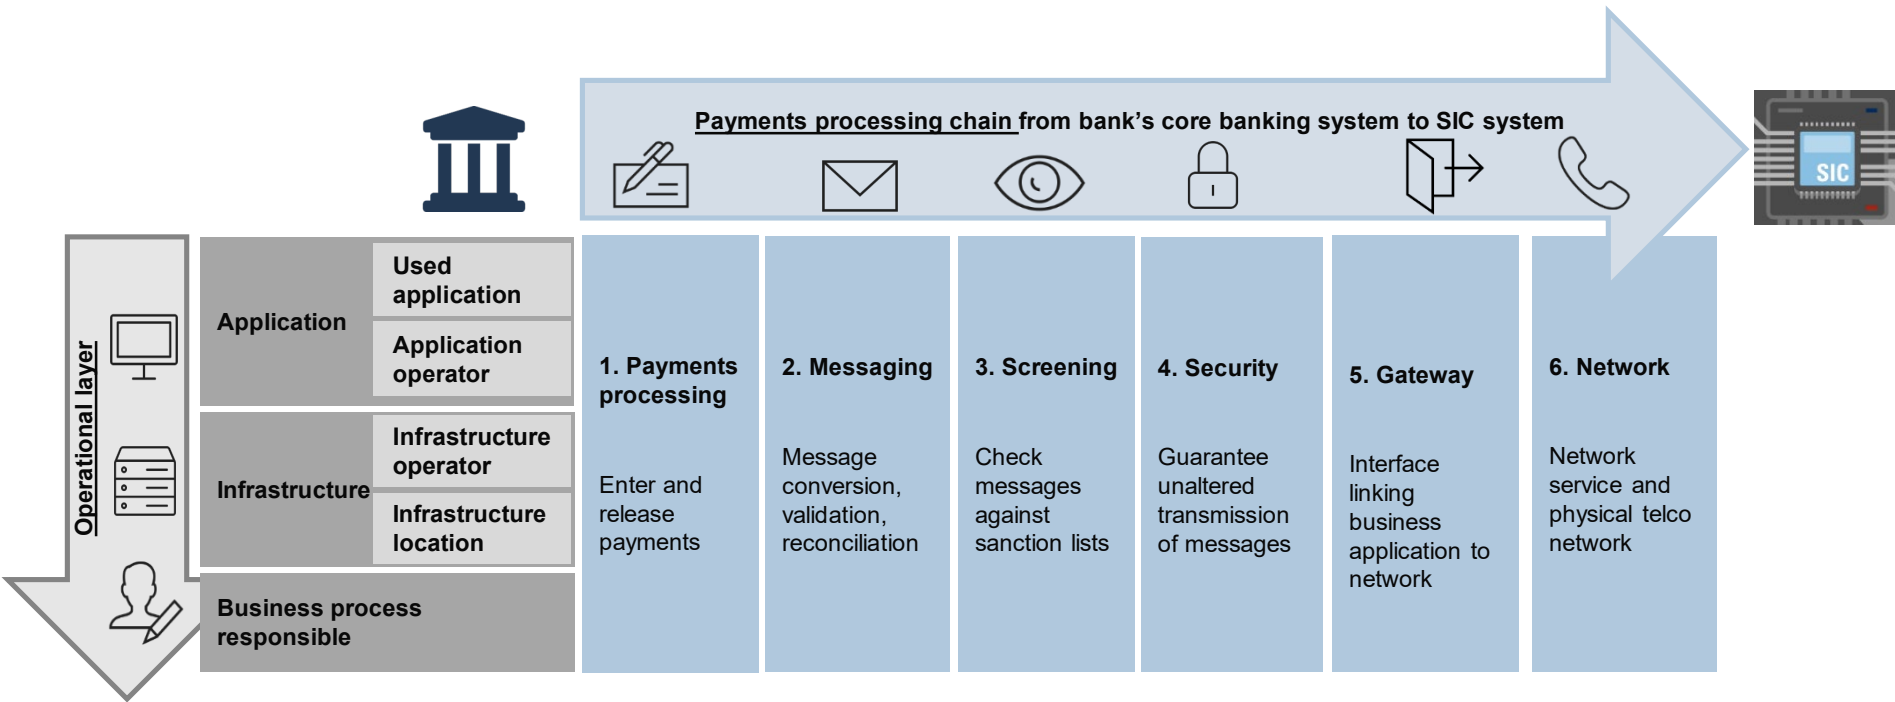 Payments processing chain from bank's core banking system to SIC system
SIC
Operational layer
Application
Used
application
Application
operator
Infrastructure
Infrastructure
operator
Infrastructure
location
Business process
responsible
1. Payments
processing
Enter and
release
payments
2. Messaging
Message
conversion,
validation,
reconciliation
3. Screening
Check
messages
against
sanction lists
4. Security
Guarantee
unaltered
transmission
of messages
5. Gateway
Interface
linking
business
application to
network
6. Network
Network
service and
physical telco
network